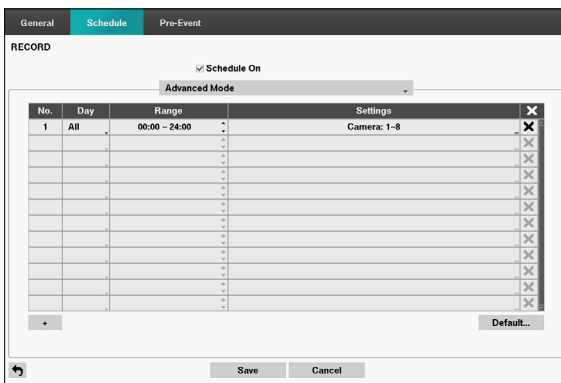 General Schedule Pre-Event
RECORD
Schedule On
Advanced Mode
No. Day Range Settings
1 All 00:00 ~ 24:00 Camera: 1~8
+ Default...
Save Cancel